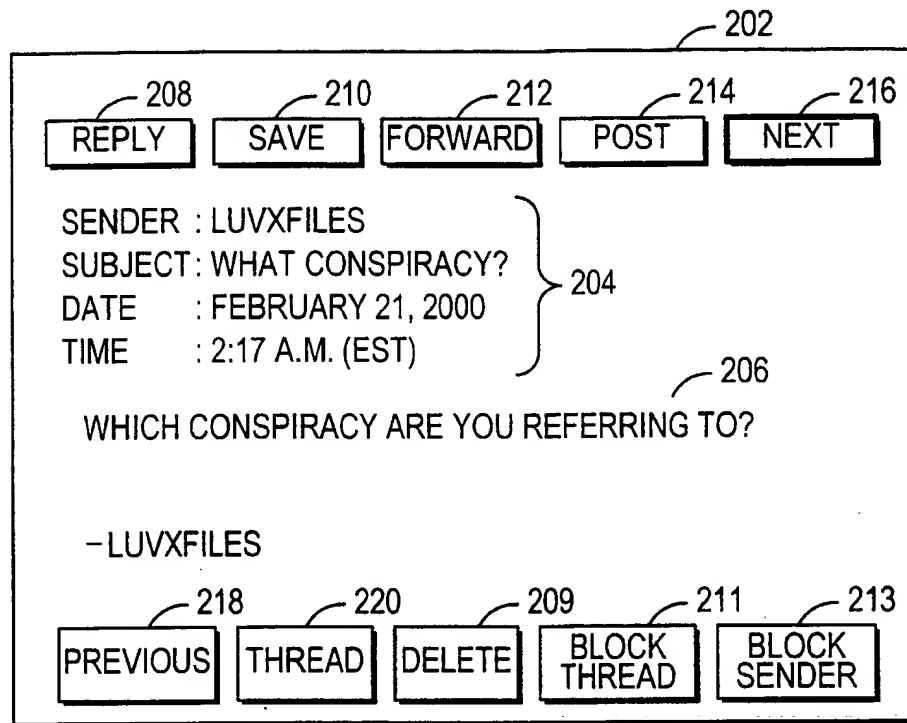 202
208 210 212 214 216
REPLY SAVE FORWARD POST NEXT
SENDER : LUVXFILES
SUBJECT : WHAT CONSPIRACY?
DATE : FEBRUARY 21, 2000
TIME : 2:17 A.M. (EST)
204
206
WHICH CONSPIRACY ARE YOU REFERRING TO?
–LUVXFILES
218 220 209 211 213
PREVIOUS THREAD DELETE BLOCK THREAD BLOCK SENDER